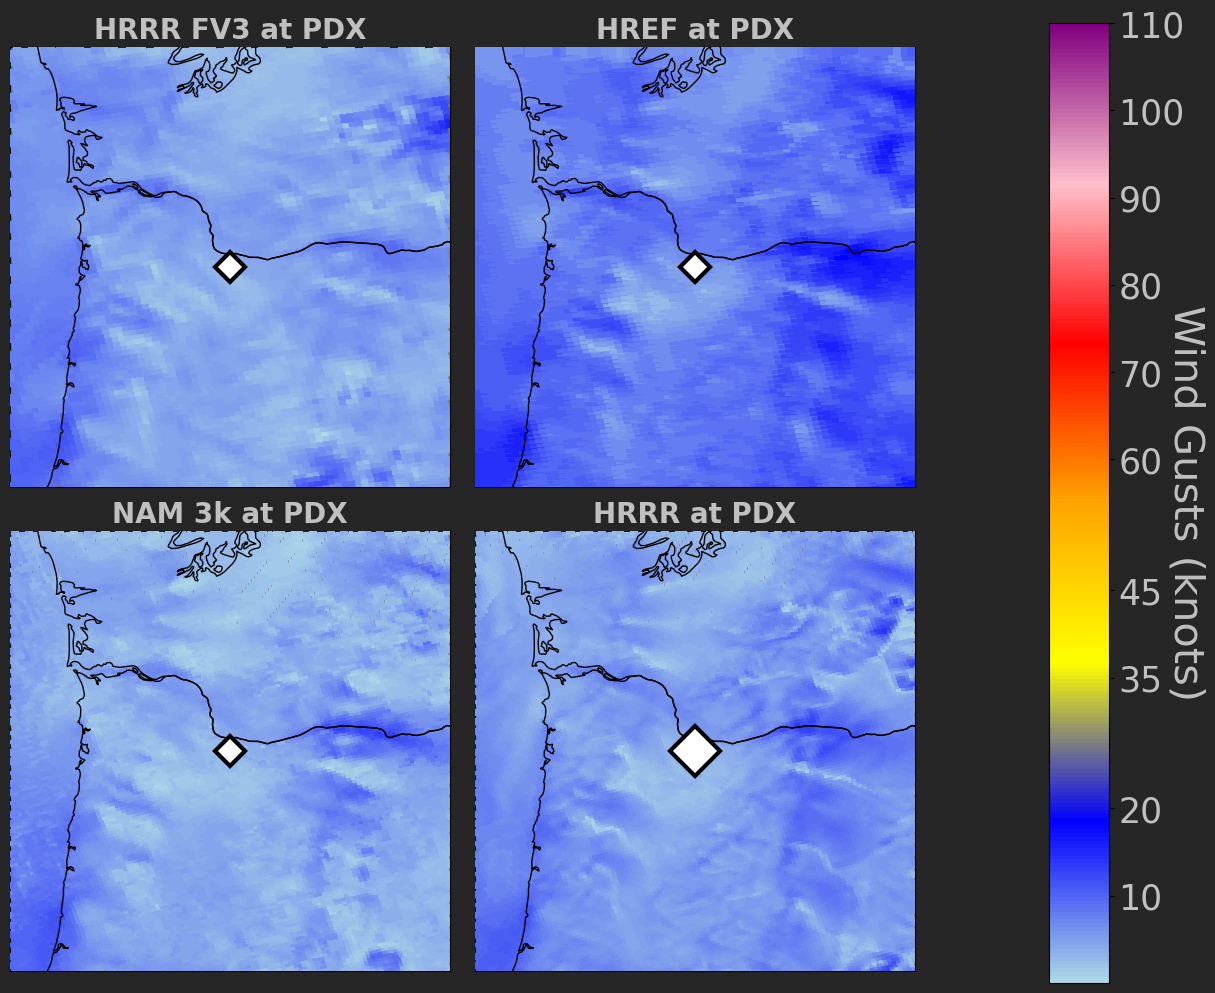 HRRR FV3 at PDX
HREF at PDX
NAM 3k at PDX
HRRR at PDX
110
100
90
80
70
60
45
35
20
10
Wind Gusts (knots)